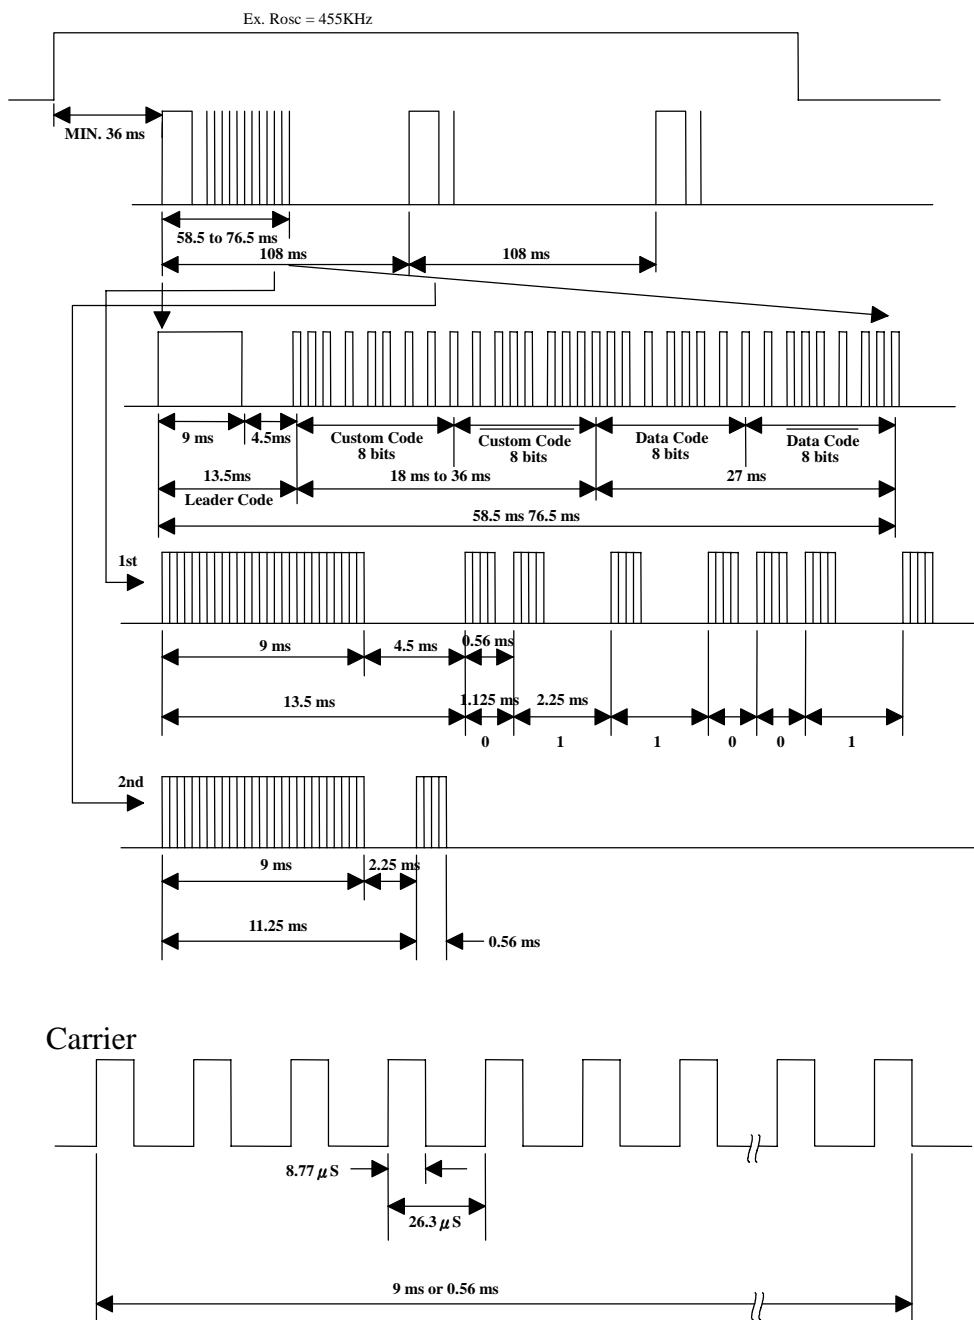 Ex. Rosc = 455KHz
MIN. 36 ms
58.5 to 76.5 ms
108 ms
108 ms
9 ms
4.5ms
Custom Code
8 bits
Custom Code
8 bits
Data Code
8 bits
Data Code
8 bits
13.5ms
18 ms to 36 ms
27 ms
Leader Code
58.5 ms 76.5 ms
1st
9 ms
4.5 ms
0.56 ms
13.5 ms
1.125 ms
2.25 ms
0
1
1
0
0
1
2nd
9 ms
2.25 ms
11.25 ms
0.56 ms
Carrier
8.77 μ S
26.3 μ S
9 ms or 0.56 ms